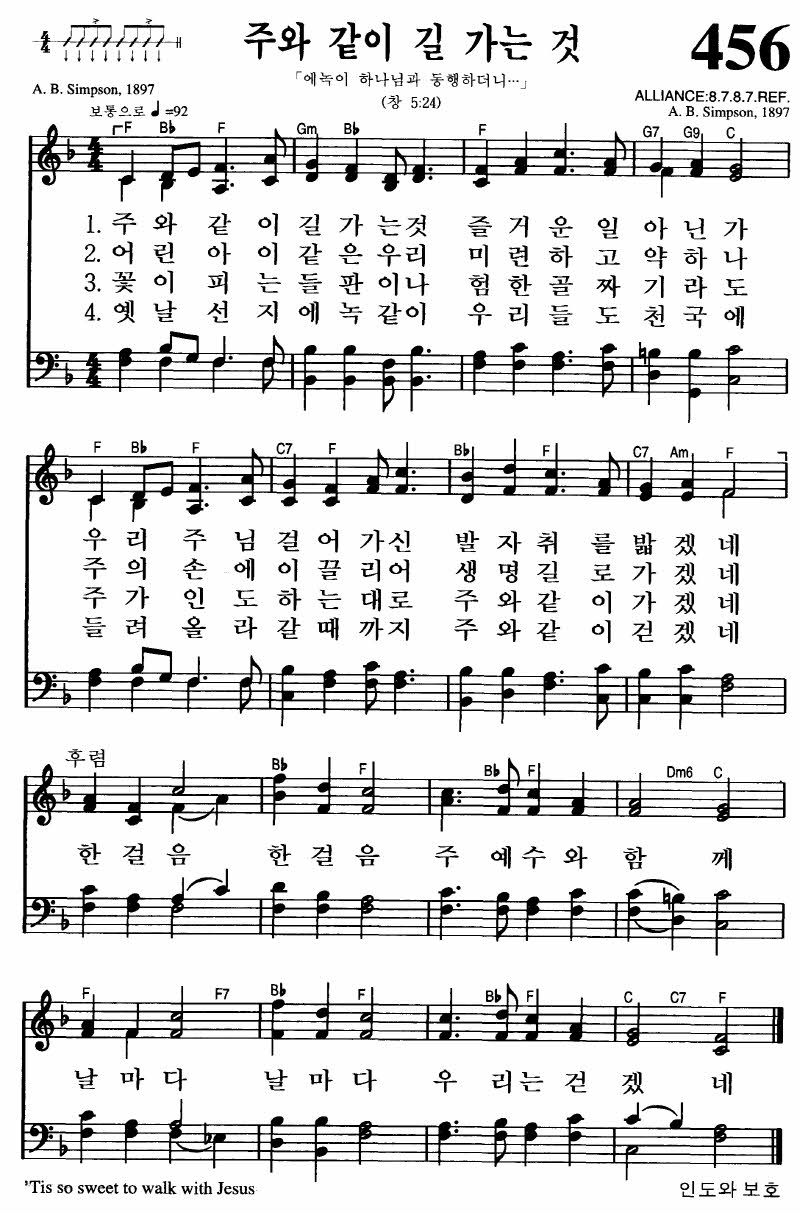 주와 같이 길 가는 것
456
「에녹이 하나님과 동행하더니…」
(창 5:24)
A. B. Simpson, 1897
ALLIANCE:8.7.8.7.REF.
A. B. Simpson, 1897
보통으로 ♩=92
F B♭ F Gm B♭ F G7 G9 C
4/4
1. 주와 같이 길 가는것 즐거운 일 아닌가
2. 어린 아이 같은우리 미련하고 약하나
3. 꽃이 피는 들판이나 험한골짜기라도
4. 옛날 선지 에녹같이 우리들도 천국에
4/4
F B♭ F C7 F B♭ F C7 Am F
우리 주님 걸어가신 발자취를 밟겠네
주의 손에 이끌리어 생명길로 가겠네
주가 인도하는대로 주와같이 가겠네
들려 올라갈 때까지 주와같이 걷겠네
후렴
B♭ F B♭ F Dm6 C
한걸음 한걸음 주 예수와 함께
F F7 B♭ F B♭ F C C7 F
날마다 날마다 우리는 걷겠네
'Tis so sweet to walk with Jesus
인도와 보호